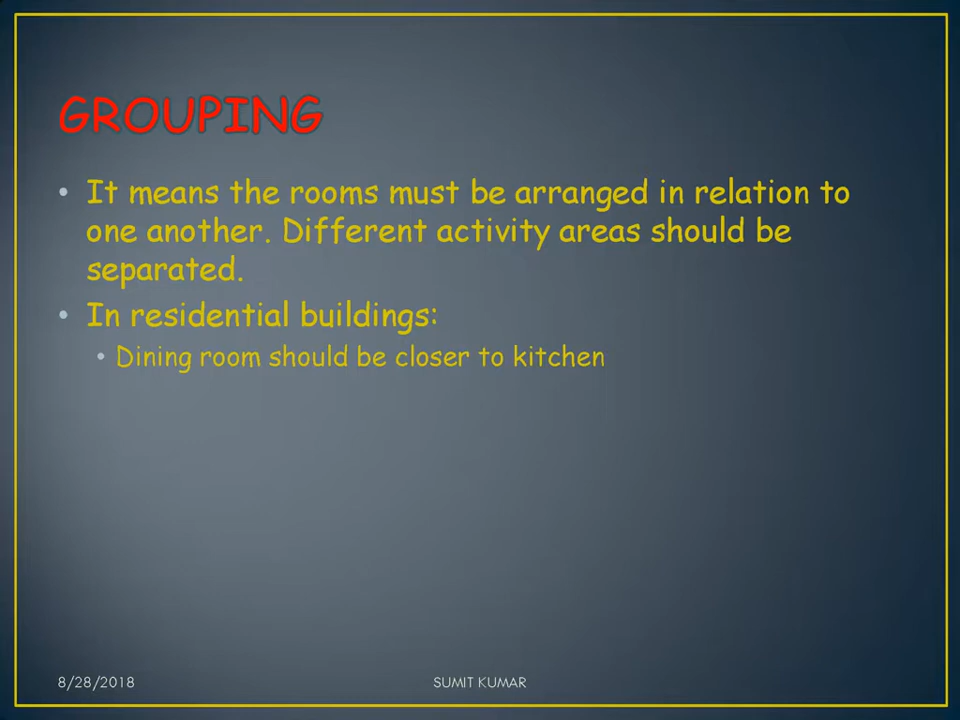 GROUPING
• It means the rooms must be arranged in relation to
one another. Different activity areas should be
separated.
• In residential buildings:
• Dining room should be closer to kitchen
8/28/2018
SUMIT KUMAR